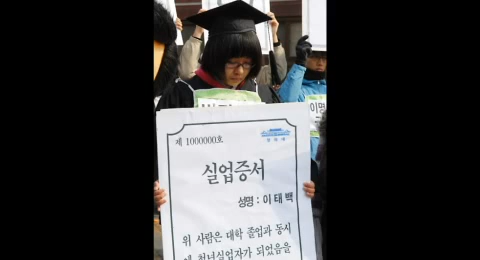 제 1000000호
실업증서
성명 : 이 태 백
위 사람은 대학 졸업과 동시
에 청년실업자가 되었음을
이명